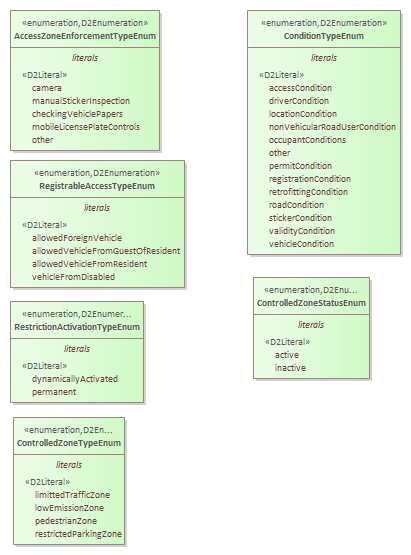 «enumeration,D2Enumeration»
AccessZoneEnforcementTypeEnum
literals
«D2Literal»
camera
manualStickerInspection
checkingVehiclePapers
mobileLicensePlateControls
other
«enumeration,D2Enumeration»
RegistrableAccessTypeEnum
literals
«D2Literal»
allowedForeignVehicle
allowedVehicleFromGuestOfResident
allowedVehicleFromResident
vehicleFromDisabled
«enumeration,D2Enumer...
RestrictionActivationTypeEnum
literals
«D2Literal»
dynamicallyActivated
permanent
«enumeration,D2En...
ControlledZoneTypeEnum
literals
«D2Literal»
limittedTrafficZone
lowEmissionZone
pedestrianZone
restrictedParkingZone
«enumeration,D2Enumeration»
ConditionTypeEnum
literals
«D2Literal»
accessCondition
driverCondition
locationCondition
nonVehicularRoadUserCondition
occupantConditions
other
permitCondition
registrationCondition
retrofittingCondition
roadCondition
stickerCondition
validityCondition
vehicleCondition
«enumeration,D2Enu...
ControlledZoneStatusEnum
literals
«D2Literal»
active
inactive